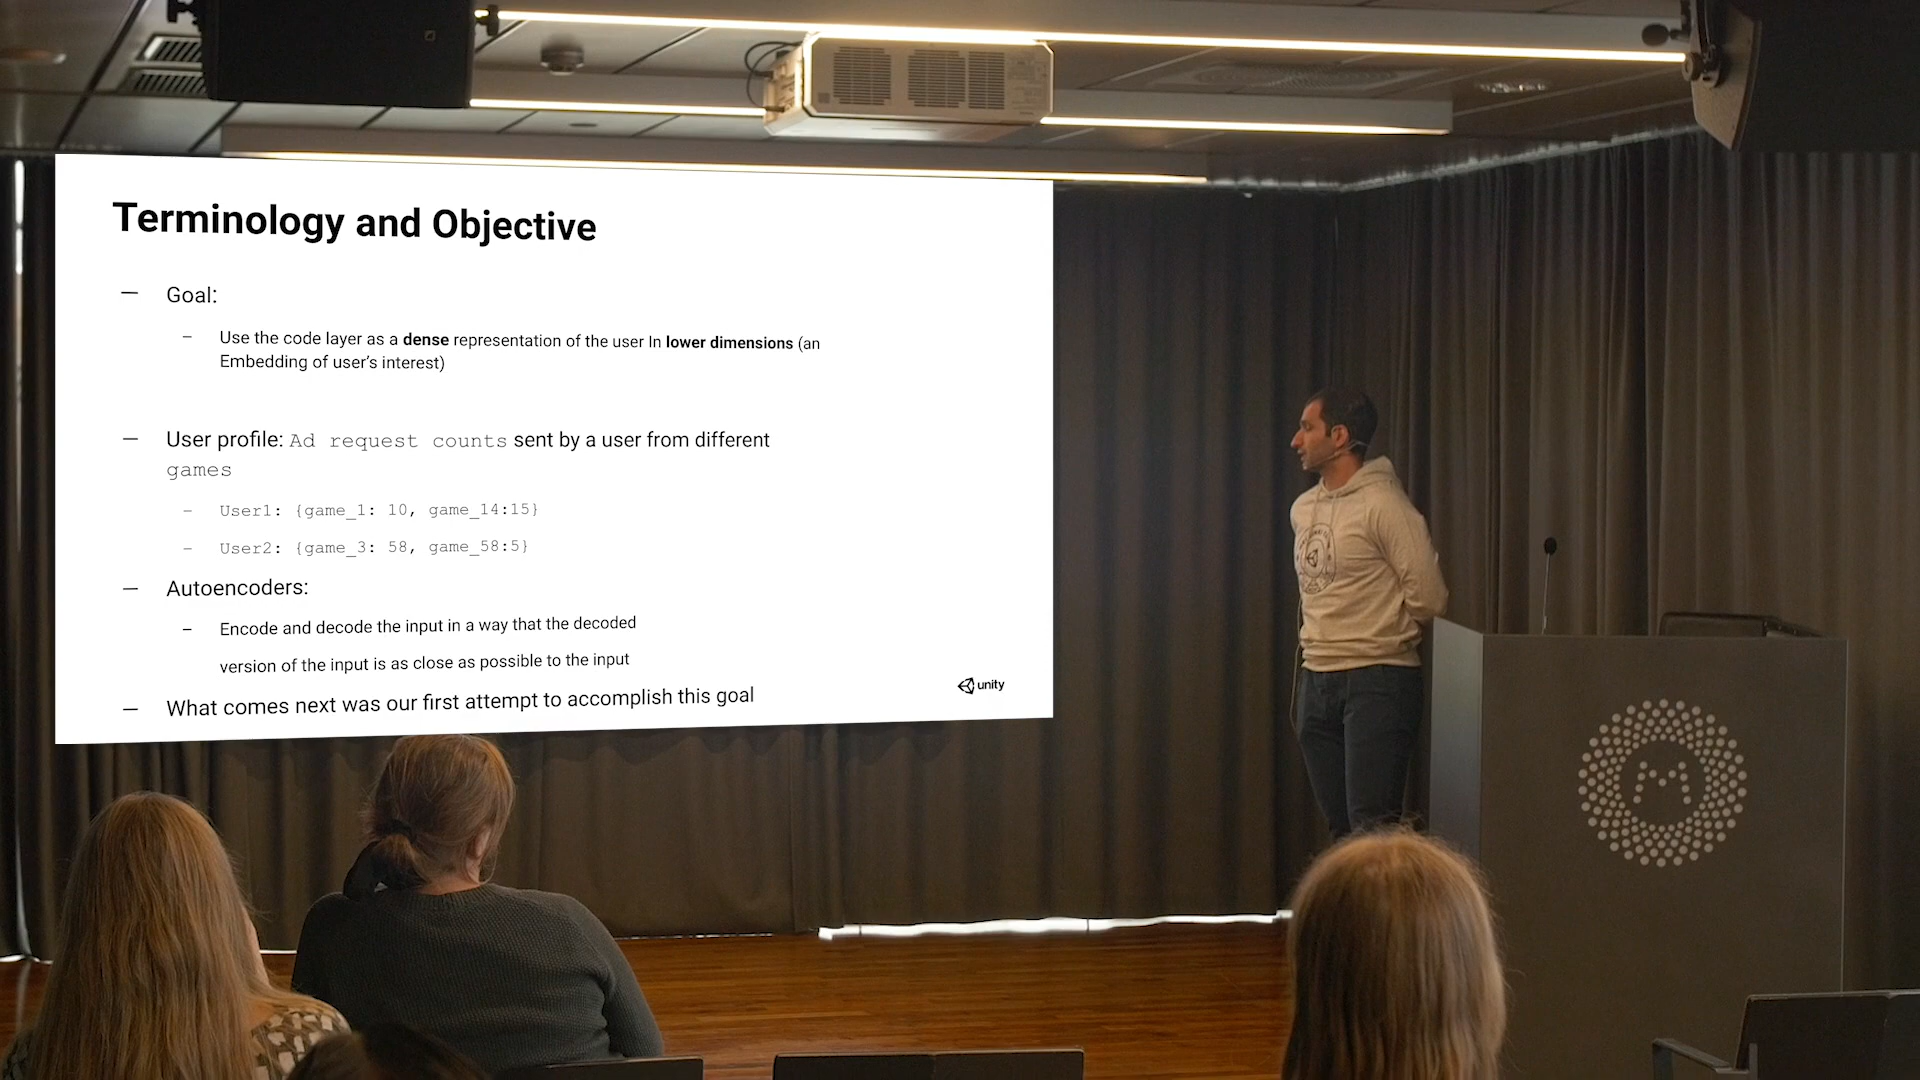 Terminology and Objective
— Goal:
– Use the code layer as a dense representation of the user In lower dimensions (an
Embedding of user's interest)
— User profile: Ad request counts sent by a user from different
games
– User1: {game_1: 10, game_14:15}
– User2: {game_3: 58, game_58:5}
— Autoencoders:
– Encode and decode the input in a way that the decoded
version of the input is as close as possible to the input
— What comes next was our first attempt to accomplish this goal
unity
M